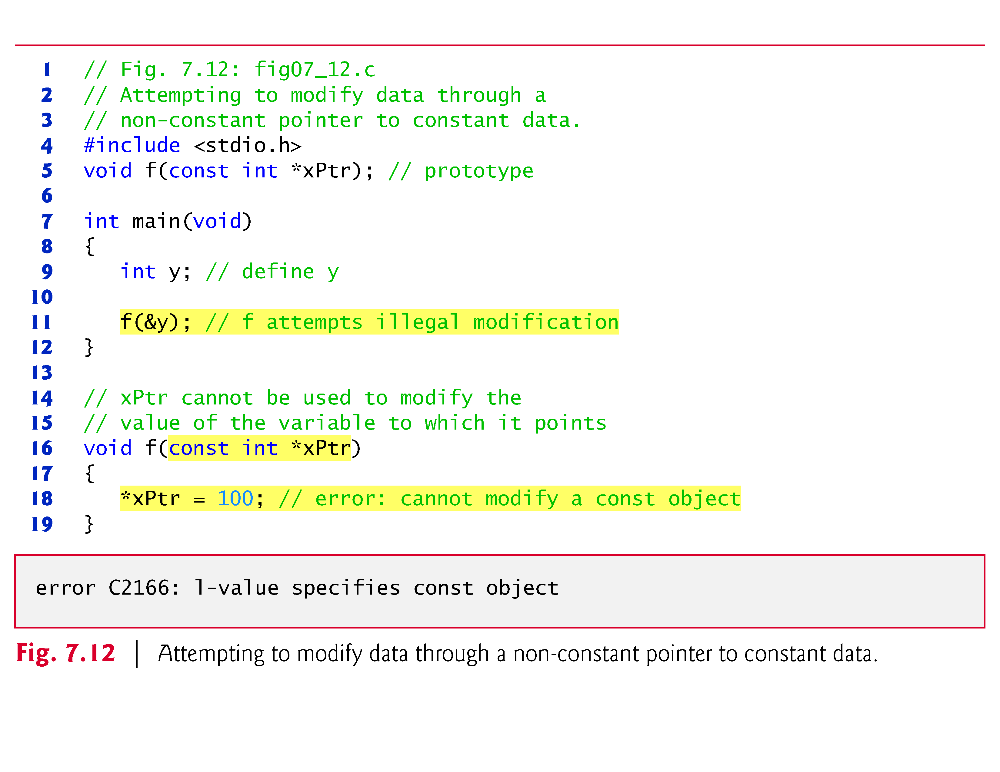 1 // Fig. 7.12: fig07_12.c
2 // Attempting to modify data through a
3 // non-constant pointer to constant data.
4 #include <stdio.h>
5 void f(const int *xPtr); // prototype
6
7 int main(void)
8 {
9    int y; // define y
10
11    f(&y); // f attempts illegal modification
12 }
13
14 // xPtr cannot be used to modify the
15 // value of the variable to which it points
16 void f(const int *xPtr)
17 {
18    *xPtr = 100; // error: cannot modify a const object
19 }
error C2166: l-value specifies const object
Fig. 7.12 | Attempting to modify data through a non-constant pointer to constant data.